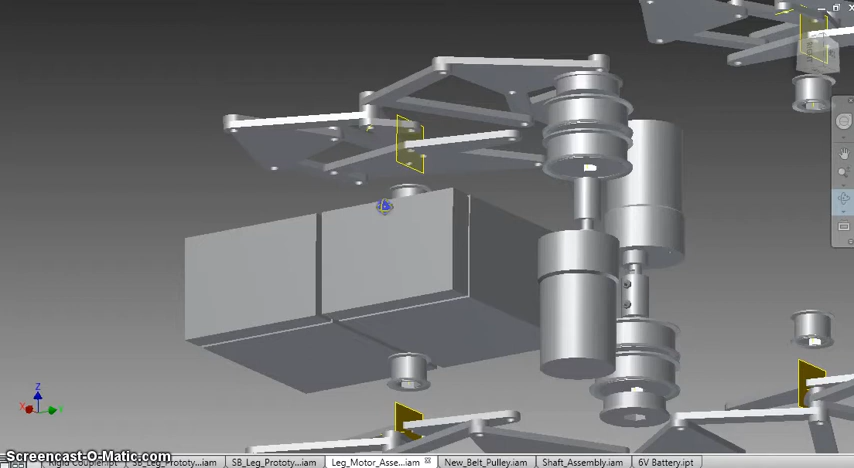 Z
X
Y
Screencast-O-Matic.com
Rigid Coupler.ipt
SB_Leg_Prototy....iam
SB_Leg_Prototy....iam
Leg_Motor_Asse....iam
New_Belt_Pulley.iam
Shaft_Assembly.iam
6V Battery.ipt